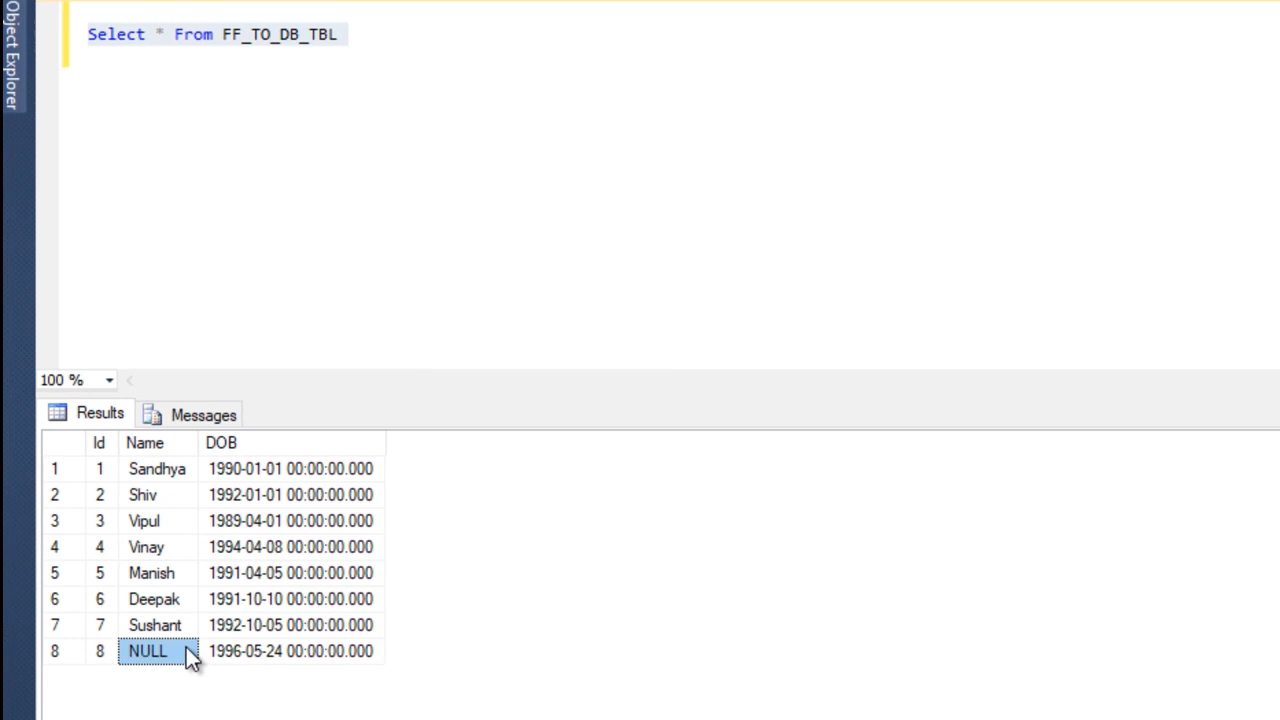 Object Explorer
Select * From FF_TO_DB_TBL
100 %
Results Messages
Id Name DOB
1 1 Sandhya 1990-01-01 00:00:00.000
2 2 Shiv 1992-01-01 00:00:00.000
3 3 Vipul 1989-04-01 00:00:00.000
4 4 Vinay 1994-04-08 00:00:00.000
5 5 Manish 1991-04-05 00:00:00.000
6 6 Deepak 1991-10-10 00:00:00.000
7 7 Sushant 1992-10-05 00:00:00.000
8 8 NULL 1996-05-24 00:00:00.000